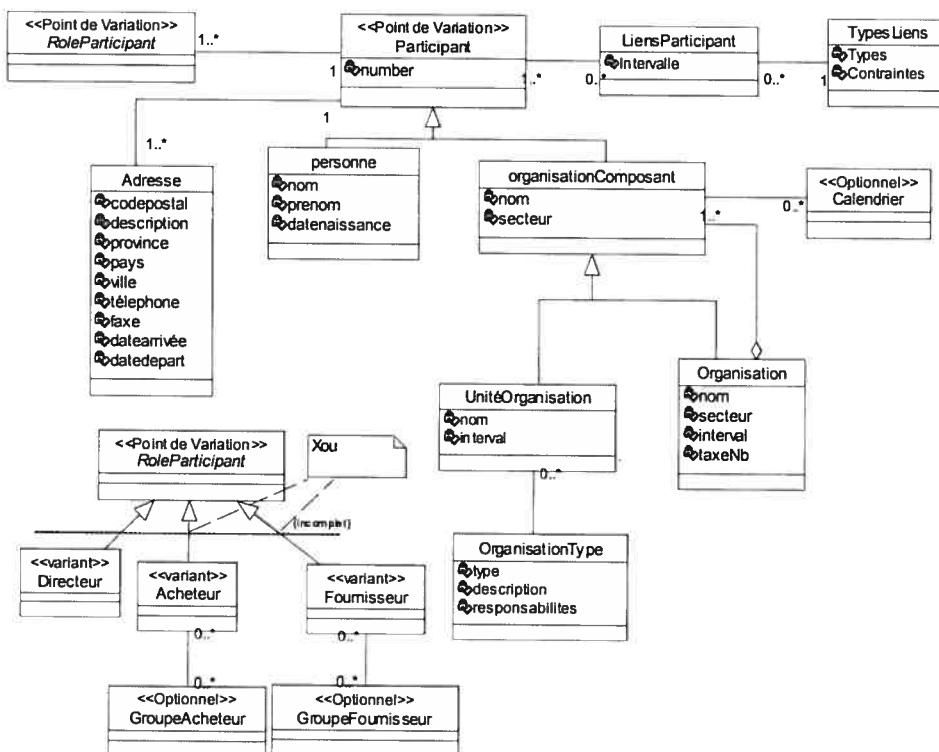 <<Point de Variation>>
RoleParticipant
1..*
1
<<Point de Variation>>
Participant
number
1..*
0..*
LiensParticipant
Intervalle
0..*
1
TypesLiens
Types
Contraintes
1
1..*
Adresse
codepostal
description
province
pays
ville
télephone
faxe
datearrivée
datedepart
personne
nom
prenom
datenaissance
organisationComposant
nom
secteur
1..*
0..*
<<Optionnel>>
Calendrier
UnitéOrganisation
nom
interval
0..*
Organisation
nom
secteur
interval
taxeNb
OrganisationType
type
description
responsabilites
<<Point de Variation>>
RoleParticipant
Xou
{incomplet}
<<variant>>
Directeur
<<variant>>
Acheteur
<<variant>>
Fournisseur
0..*
0..*
0..*
0..*
<<Optionnel>>
GroupeAcheteur
<<Optionnel>>
GroupeFournisseur